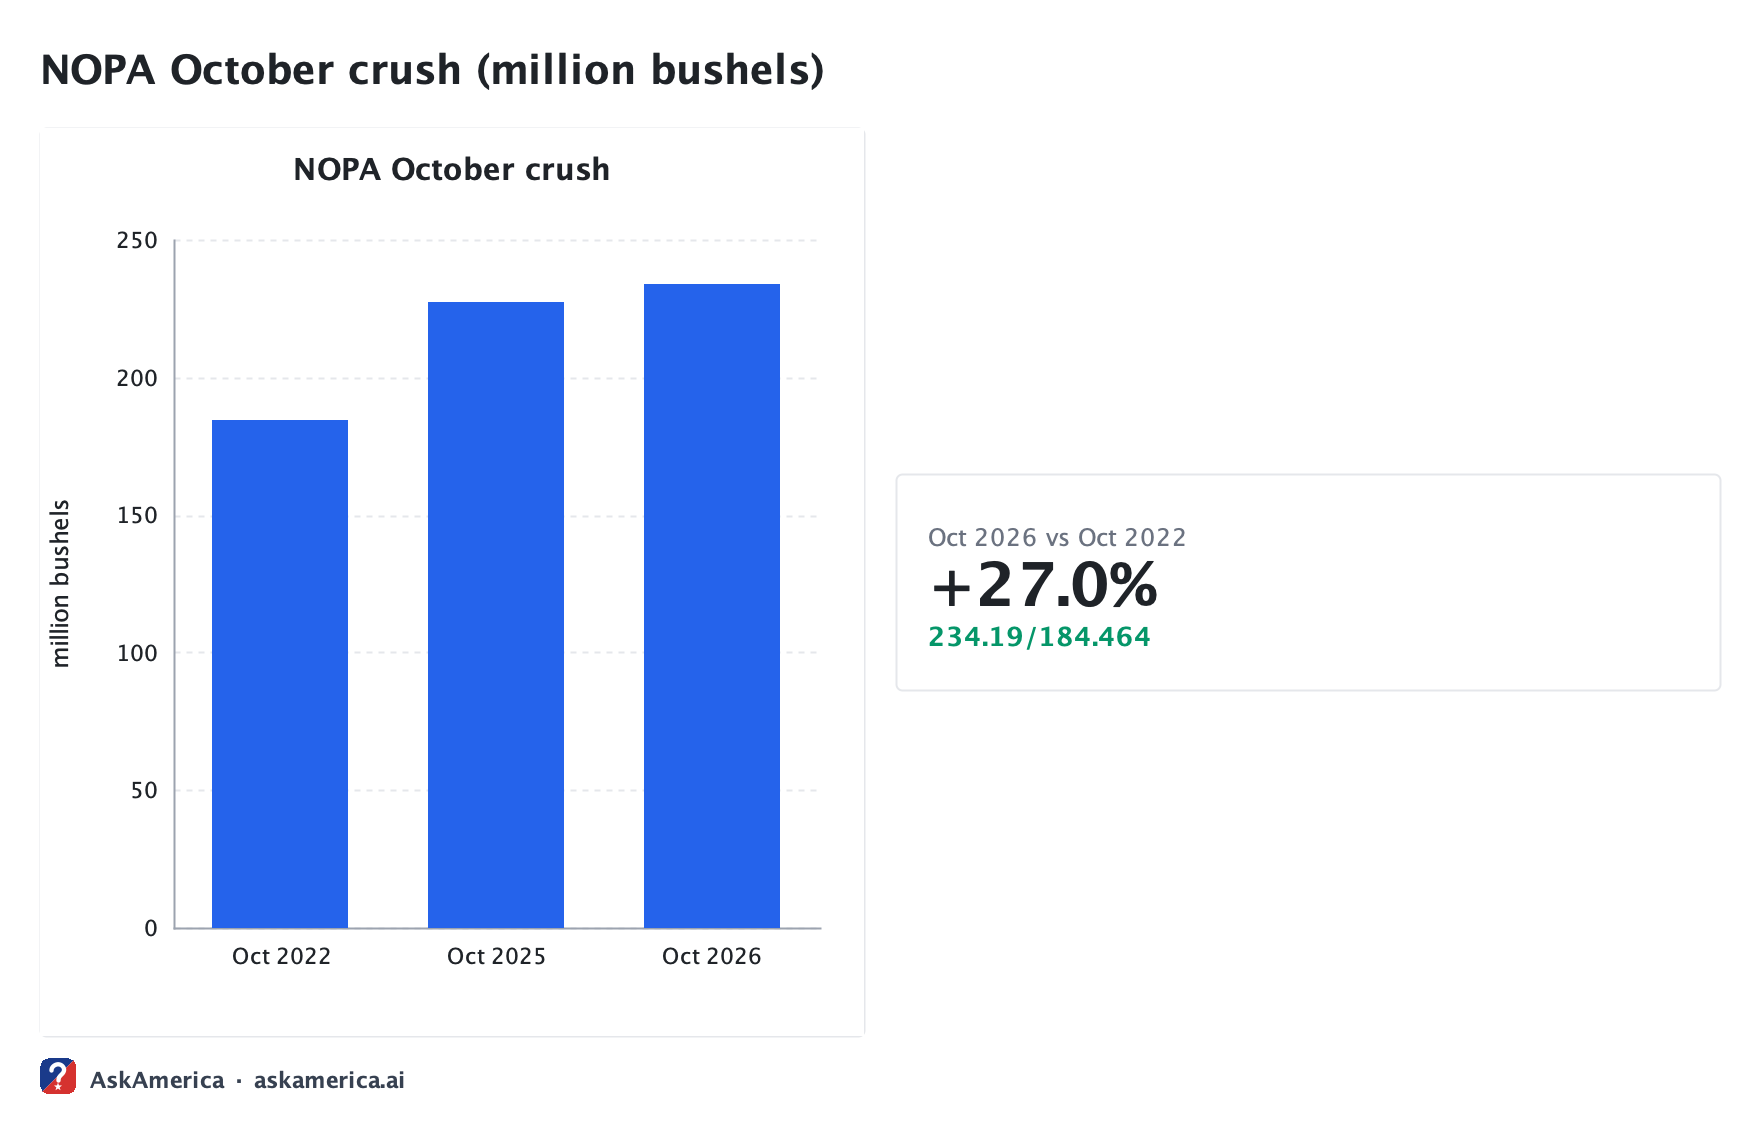 NOPA October crush (million bushels)
NOPA October crush
million bushels
250
200
150
100
50
0
Oct 2022
Oct 2025
Oct 2026
Oct 2026 vs Oct 2022
+27.0%
234.19/184.464
AskAmerica · askamerica.ai